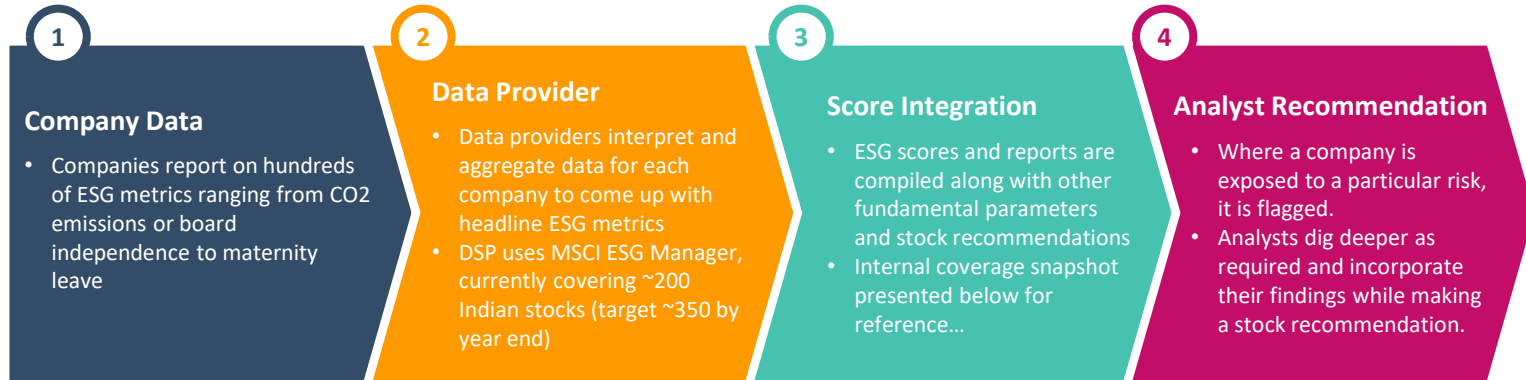 1
Company Data
• Companies report on hundreds
of ESG metrics ranging from CO2
emissions or board
independence to maternity
leave
2
Data Provider
• Data providers interpret and
aggregate data for each
company to come up with
headline ESG metrics
• DSP uses MSCI ESG Manager,
currently covering ~200
Indian stocks (target ~350 by
year end)
3
Score Integration
• ESG scores and reports are
compiled along with other
fundamental parameters
and stock recommendations
• Internal coverage snapshot
presented below for
reference…
4
Analyst Recommendation
• Where a company is
exposed to a particular risk,
it is flagged.
• Analysts dig deeper as
required and incorporate
their findings while making
a stock recommendation.